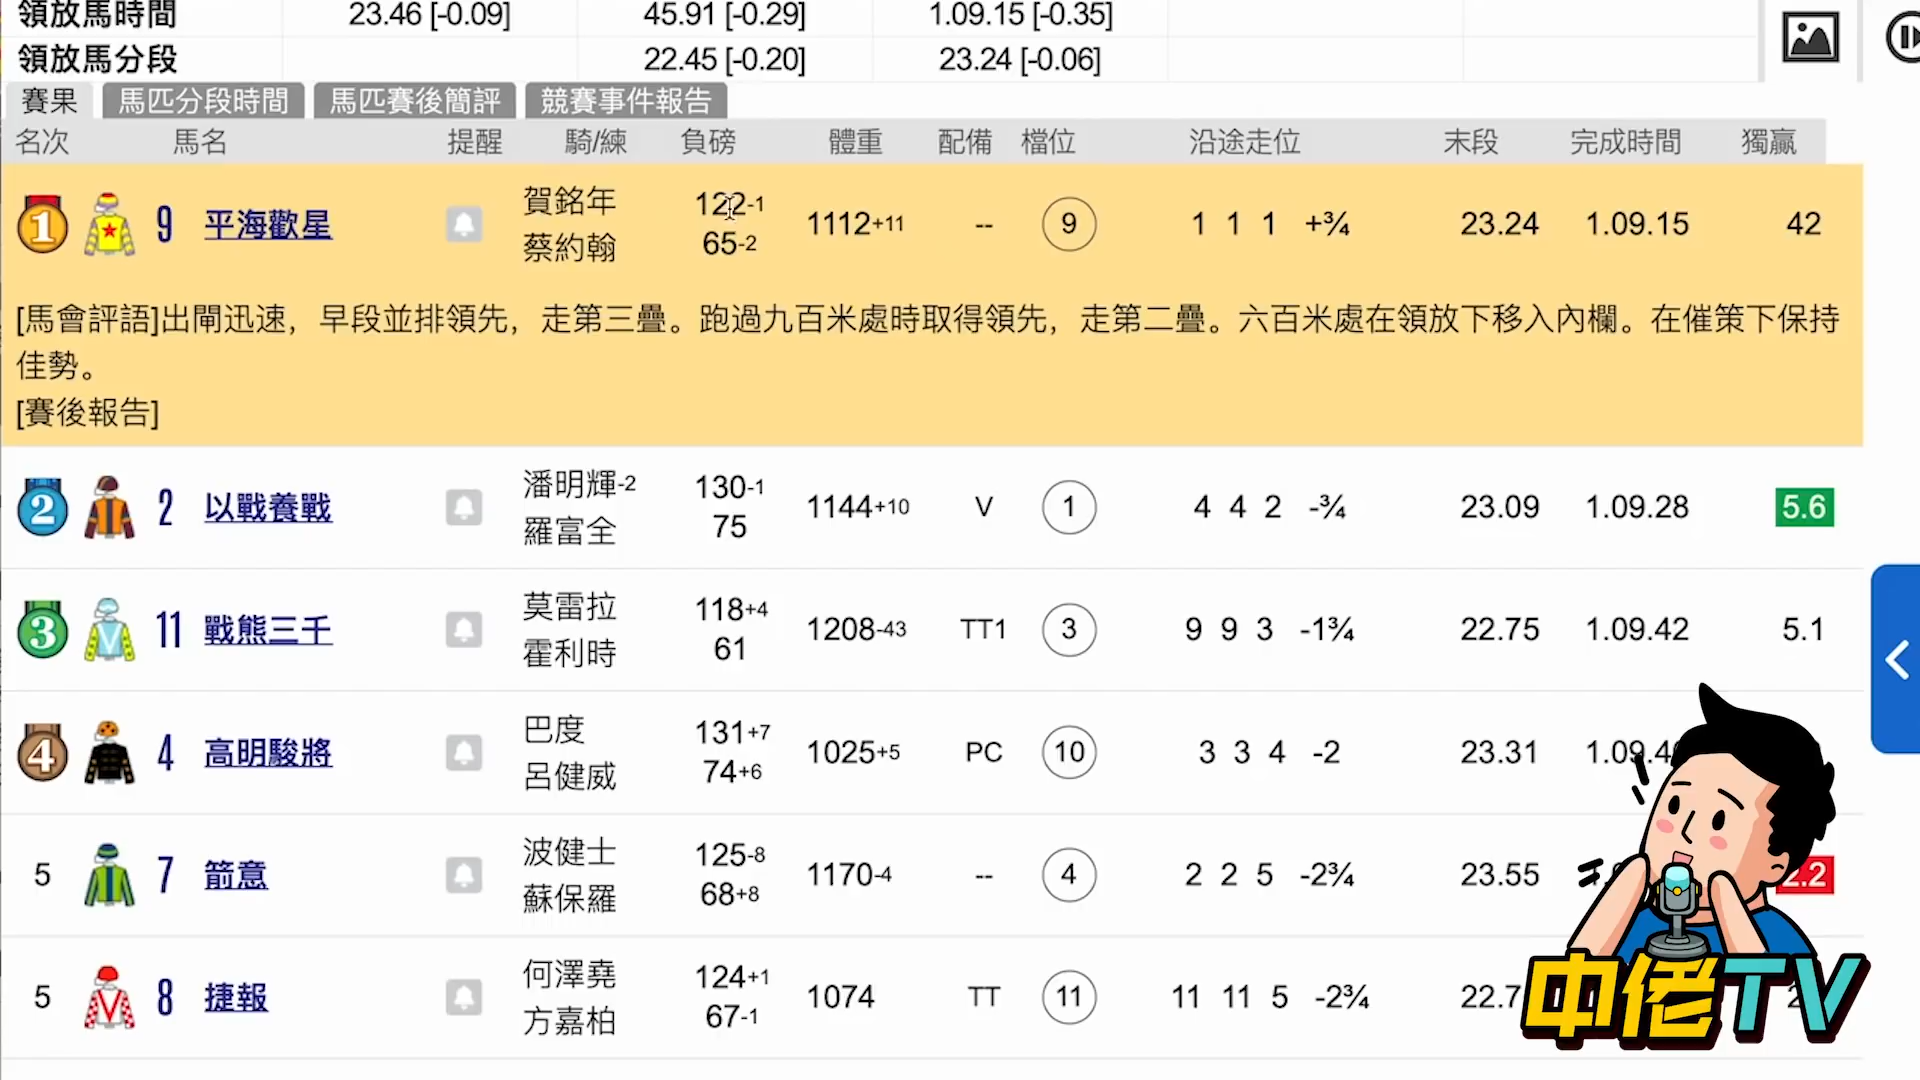 領放馬時間 23.46 [-0.09] 45.91 [-0.29] 1.09.15 [-0.35]
領放馬分段 22.45 [-0.20] 23.24 [-0.06]
賽果 馬匹分段時間 馬匹賽後簡評 競賽事件報告
名次 馬名 提醒 騎/練 負磅 體重 配備 檔位 沿途走位 末段 完成時間 獨贏
1 9 平海歡星 賀銘年 蔡約翰 122-1 65-2 1112+11 -- 9 1 1 1 +¾ 23.24 1.09.15 42
[馬會評語]出閘迅速，早段並排領先，走第三疊。跑過九百米處時取得領先，走第二疊。六百米處在領放下移入內欄。在催策下保持
佳勢。
[賽後報告]
2 2 以戰養戰 潘明輝-2 羅富全 130-1 75 1144+10 V 1 4 4 2 -¾ 23.09 1.09.28 5.6
3 11 戰熊三千 莫雷拉 霍利時 118+4 61 1208-43 TT1 3 9 9 3 -1¾ 22.75 1.09.42 5.1
4 4 高明駿將 巴度 呂健威 131+7 74+6 1025+5 PC 10 3 3 4 -2 23.31
5 7 箭意 波健士 蘇保羅 125-8 68+8 1170-4 -- 4 2 2 5 -2¾ 23.55
5 8 捷報 何澤堯 方嘉柏 124+1 67-1 1074 TT 11 11 11 5 -2¾
中佬TV